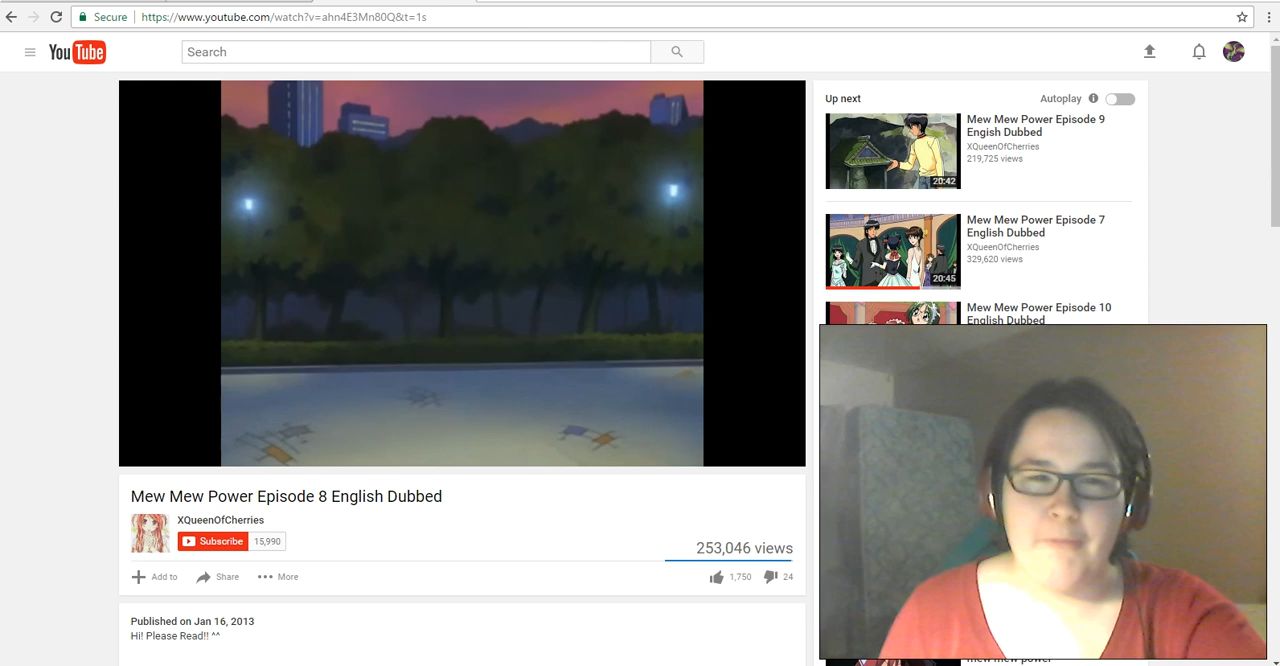 Secure
https://www.youtube.com/watch?v=ahn4E3Mn80Q&t=1s
YouTube
Search
Up next
Autoplay
Mew Mew Power Episode 9
Engish Dubbed
XQueenOfCherries
219,725 views
20:42
Mew Mew Power Episode 7
English Dubbed
XQueenOfCherries
329,620 views
20:45
Mew Mew Power Episode 10
English Dubbed
mew mew power
Mew Mew Power Episode 8 English Dubbed
XQueenOfCherries
Subscribe 15,990
253,046 views
Add to Share More
1,750 24
Published on Jan 16, 2013
Hi! Please Read!! ^^